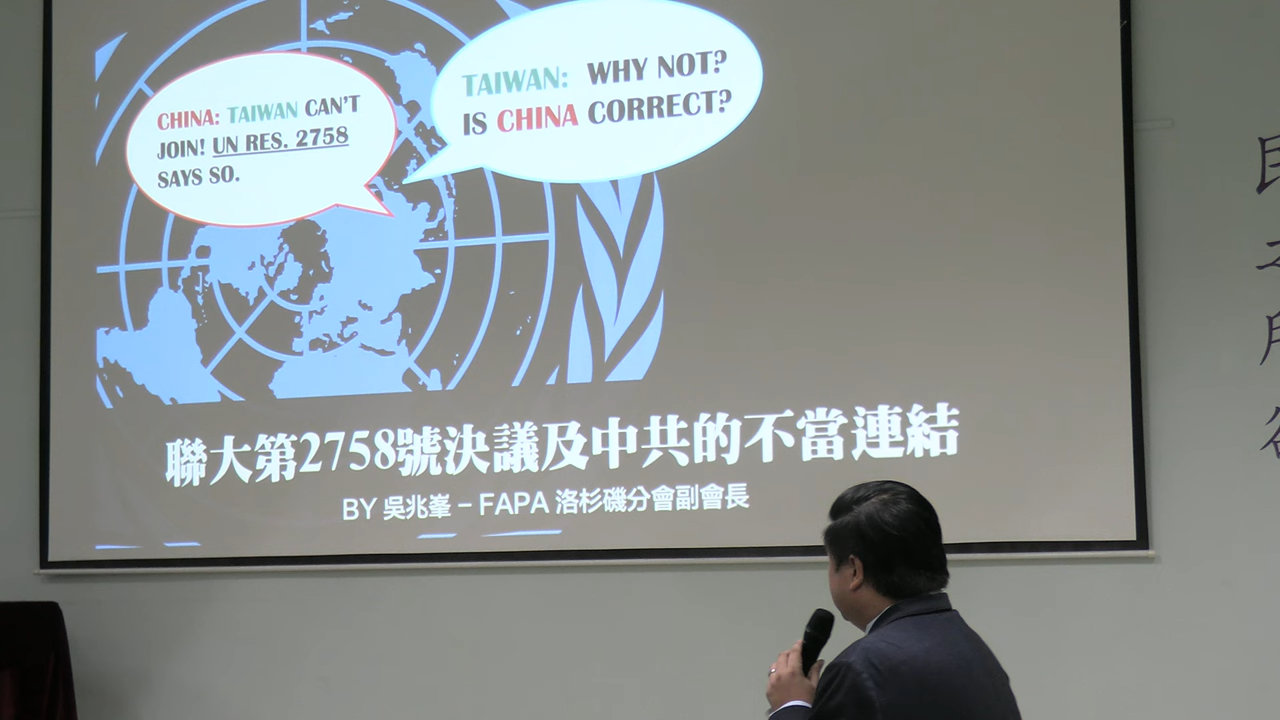 CHINA: TAIWAN CAN'T
JOIN! UN RES. 2758
SAYS SO.
TAIWAN: WHY NOT?
IS CHINA CORRECT?
聯大第2758號決議及中共的不當連結
BY 吳兆峯 – FAPA 洛杉磯分會副會長
民
所